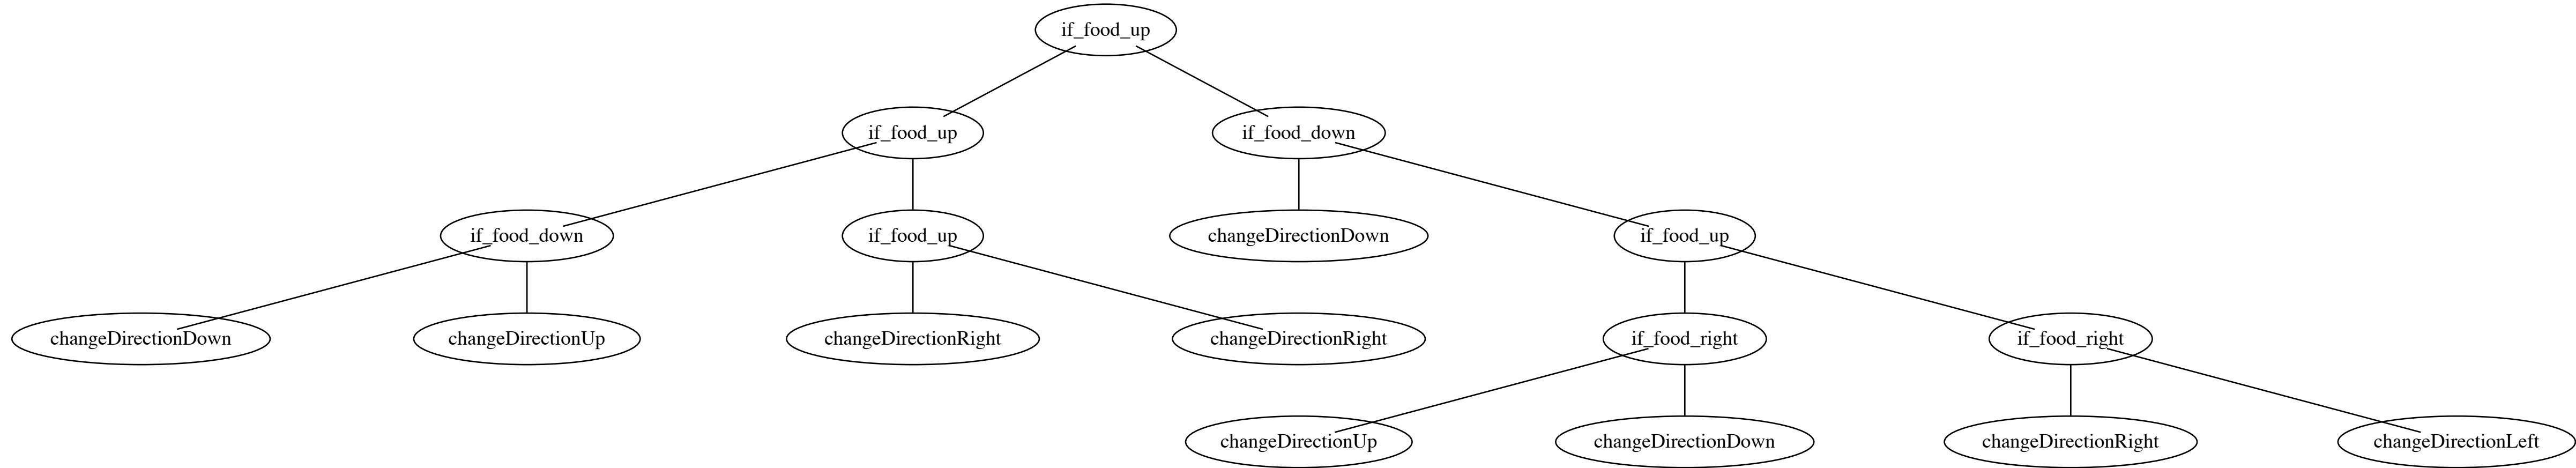 if_food_up
if_food_up
if_food_down
if_food_down
if_food_up
changeDirectionDown
if_food_up
changeDirectionDown
changeDirectionUp
changeDirectionRight
changeDirectionRight
if_food_right
if_food_right
changeDirectionUp
changeDirectionDown
changeDirectionRight
changeDirectionLeft